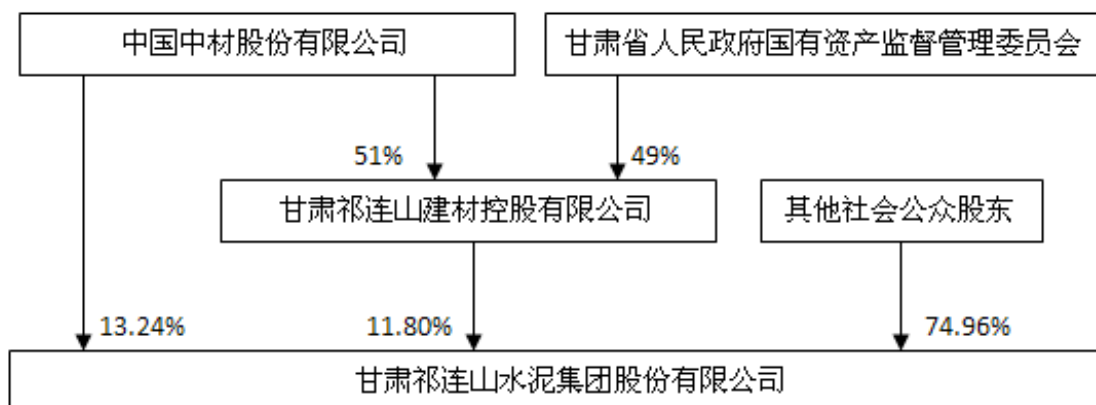 中国中材股份有限公司
甘肃省人民政府国有资产监督管理委员会
51%
49%
甘肃祁连山建材控股有限公司
其他社会公众股东
13.24%
11.80%
74.96%
甘肃祁连山水泥集团股份有限公司